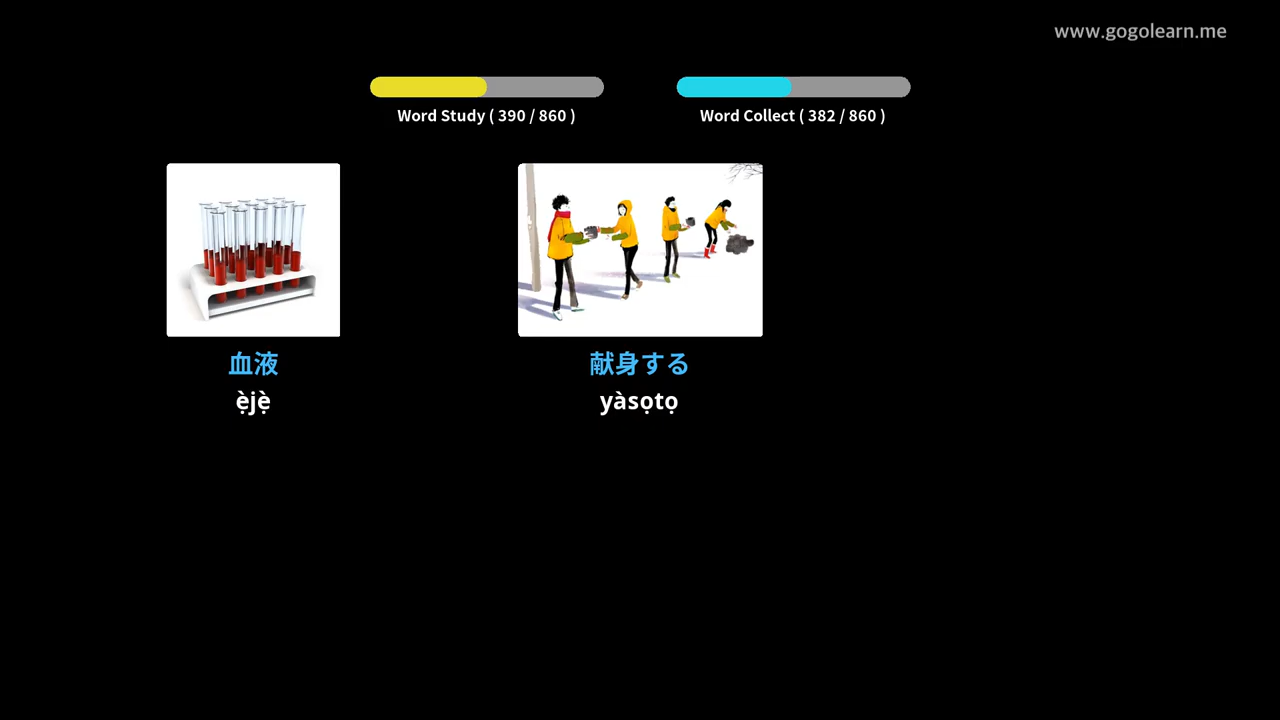 www.gogolearn.me
Word Study ( 390 / 860 )
Word Collect ( 382 / 860 )
血液
ẹ̀jẹ̀
献身する
yàsọtọ